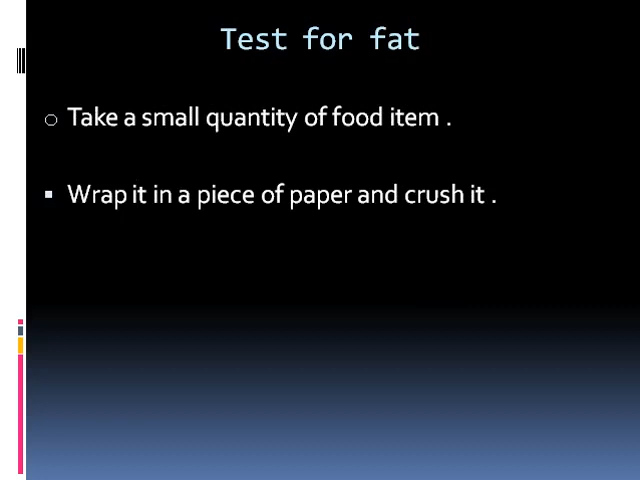 Test for fat
Take a small quantity of food item .
Wrap it in a piece of paper and crush it .